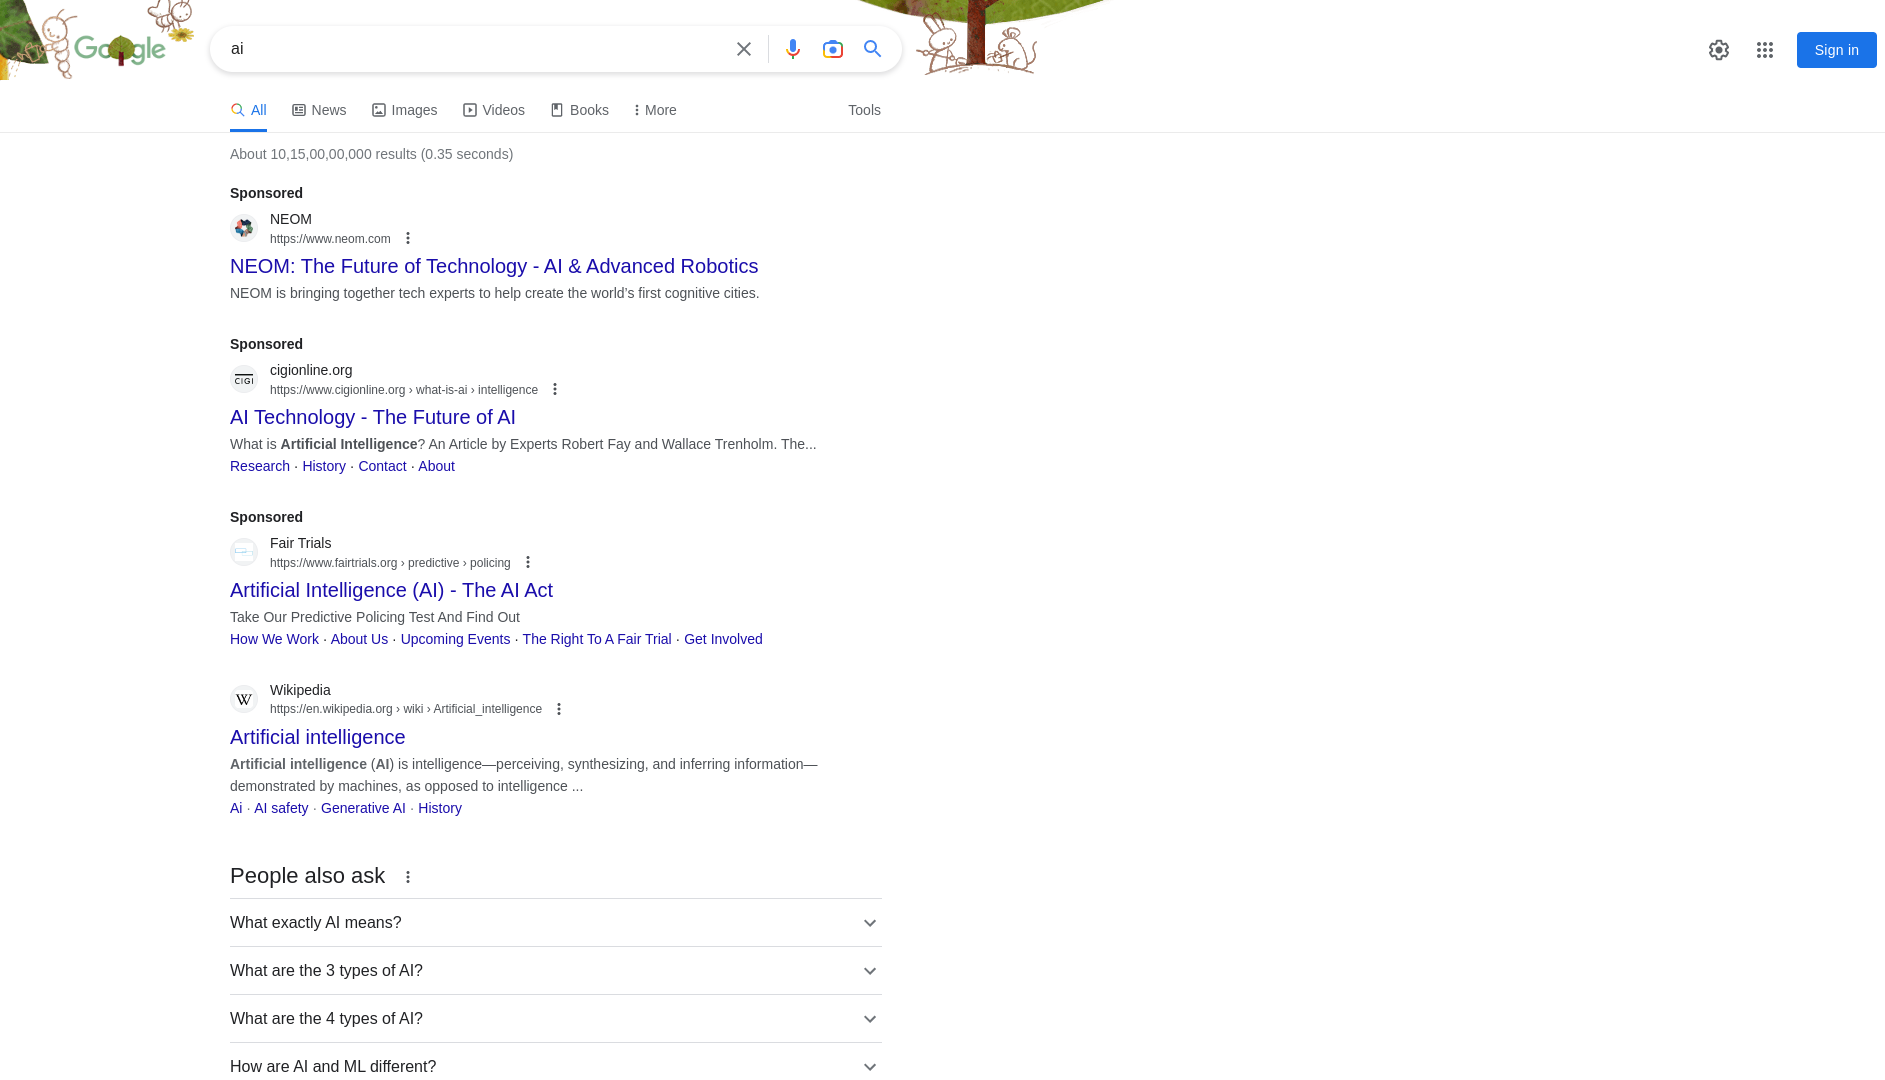 Google
ai
Sign in
All
News
Images
Videos
Books
More
Tools
About 10,15,00,00,000 results (0.35 seconds)
Sponsored
NEOM
https://www.neom.com
NEOM: The Future of Technology - AI & Advanced Robotics
NEOM is bringing together tech experts to help create the world's first cognitive cities.
Sponsored
CIGI
cigionline.org
https://www.cigionline.org › what-is-ai › intelligence
AI Technology - The Future of AI
What is Artificial Intelligence? An Article by Experts Robert Fay and Wallace Trenholm. The...
Research · History · Contact · About
Sponsored
Fair Trials
https://www.fairtrials.org › predictive › policing
Artificial Intelligence (AI) - The AI Act
Take Our Predictive Policing Test And Find Out
How We Work · About Us · Upcoming Events · The Right To A Fair Trial · Get Involved
W
Wikipedia
https://en.wikipedia.org › wiki › Artificial_intelligence
Artificial intelligence
Artificial intelligence (AI) is intelligence—perceiving, synthesizing, and inferring information—
demonstrated by machines, as opposed to intelligence ...
Ai · AI safety · Generative AI · History
People also ask
What exactly AI means?
What are the 3 types of AI?
What are the 4 types of AI?
How are AI and ML different?